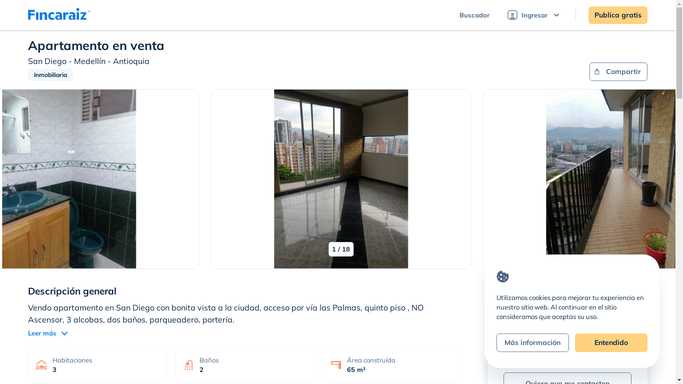 Fincaraiz
Buscador
Ingresar
Publica gratis
Apartamento en venta
San Diego - Medellín - Antioquia
Inmobiliaria
Compartir
1 / 18
Descripción general
Vendo apartamento en San Diego con bonita vista a la ciudad, acceso por vía las Palmas, quinto piso , NO
Ascensor, 3 alcobas, dos baños, parqueadero, portería.
Leer más
Habitaciones
3
Baños
2
Área construída
65 m²
Utilizamos cookies para mejorar tu experiencia en
nuestro sitio web. Al continuar en el sitio
consideramos que aceptas su uso.
Más información
Entendido
Quiero que me contacten